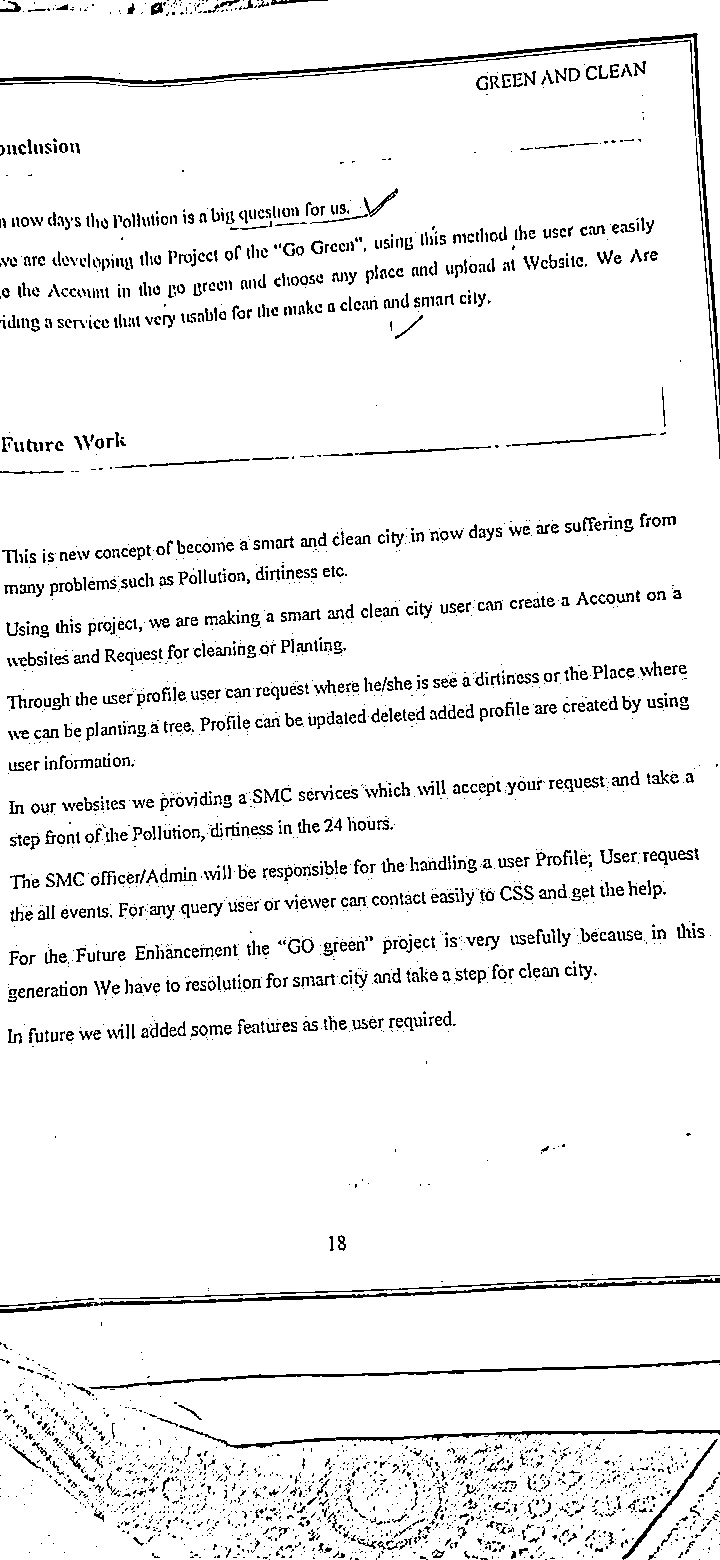 GREEN AND CLEAN
onclusion
n now days the Pollution is a big question for us.
we are developing the Project of the "Go Green", using this method the user can easily
e the Account in the go green and choose any place and upload at Website. We Are
iding a service that very usable for the make a clean and smart city.
Future Work
This is new concept of become a smart and clean city in now days we are suffering from
many problems such as Pollution, dirtiness etc.
Using this project, we are making a smart and clean city user can create a Account on a
websites and Request for cleaning or Planting.
Through the user profile user can request where he/she is see a dirtiness or the Place where
we can be planting a tree. Profile can be updated deleted added profile are created by using
user information.
In our websites we providing a SMC services which will accept your request and take a
step front of the Pollution, dirtiness in the 24 hours.
The SMC officer/Admin will be responsible for the handling a user Profile; User request
the all events. For any query user or viewer can contact easily to CSS and get the help.
For the Future Enhancement the "GO green" project is very usefully because in this
generation We have to resolution for smart city and take a step for clean city.
In future we will added some features as the user required.
18